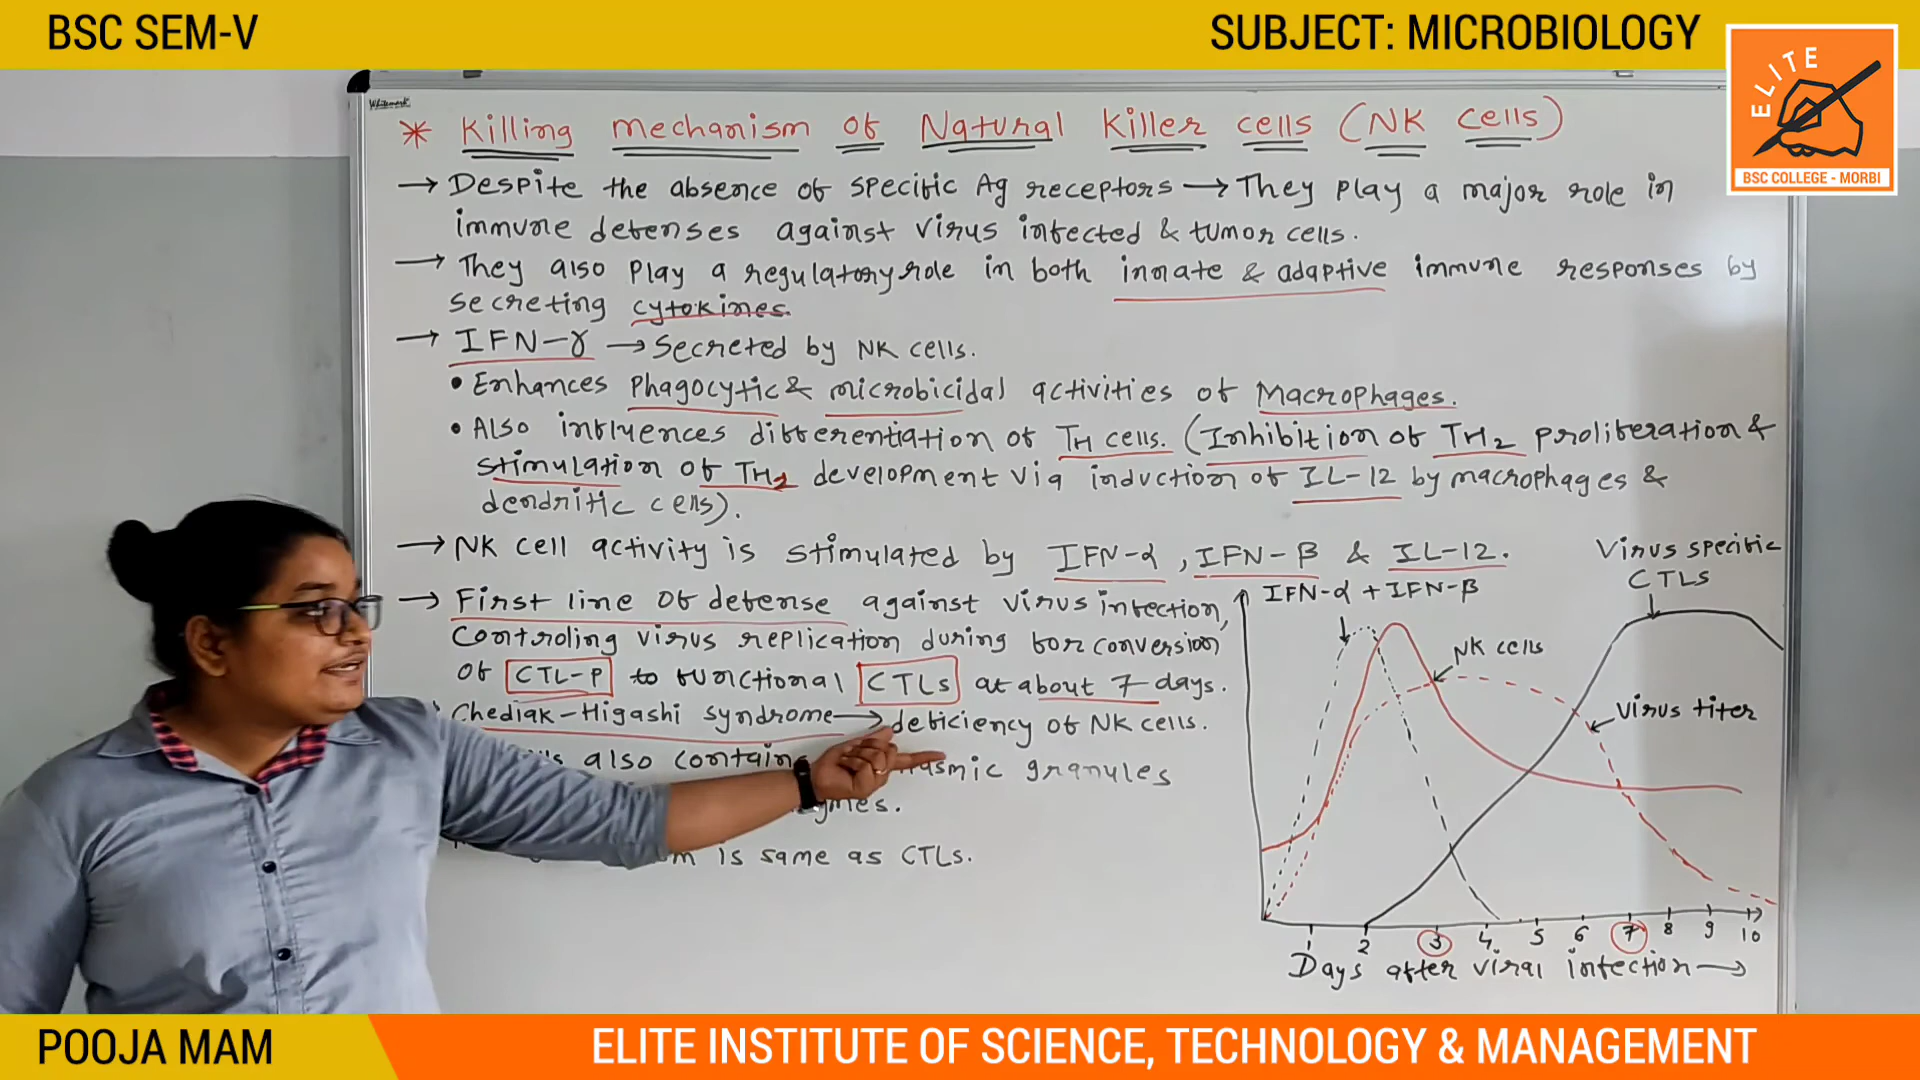 BSC SEM-V
SUBJECT: MICROBIOLOGY
ELITE
BSC COLLEGE - MORBI
Whitemark
* Killing mechanism of Natural Killer cells (NK cells)
→ Despite the absence of specific Ag receptors → They play a major role in
immune defenses against virus infected & tumor cells.
→ They also play a regulatory role in both innate & adaptive immune responses by
secreting cytokines.
→ IFN-γ → Secreted by NK cells.
• Enhances Phagocytic & microbicidal activities of Macrophages.
• Also influences differentiation of TH cells. (Inhibition of TH2 proliferation &
stimulation of TH2 development via induction of IL-12 by macrophages &
dendritic cells).
→ NK cell activity is stimulated by IFN-α, IFN-β & IL-12.
→ First line of defense against virus infection,
Controling virus replication during for conversion
of CTL-P to functional CTLs at about 7 days.
Chediak-Higashi syndrome → deficiency of NK cells.
also contain granules
is same as CTLs.
Virus specific
CTLS
IFN-α + IFN-β
NK cells
Virus titer
1 2 3 4 5 6 7 8 9 10
Days after viral infection →
POOJA MAM
ELITE INSTITUTE OF SCIENCE, TECHNOLOGY & MANAGEMENT